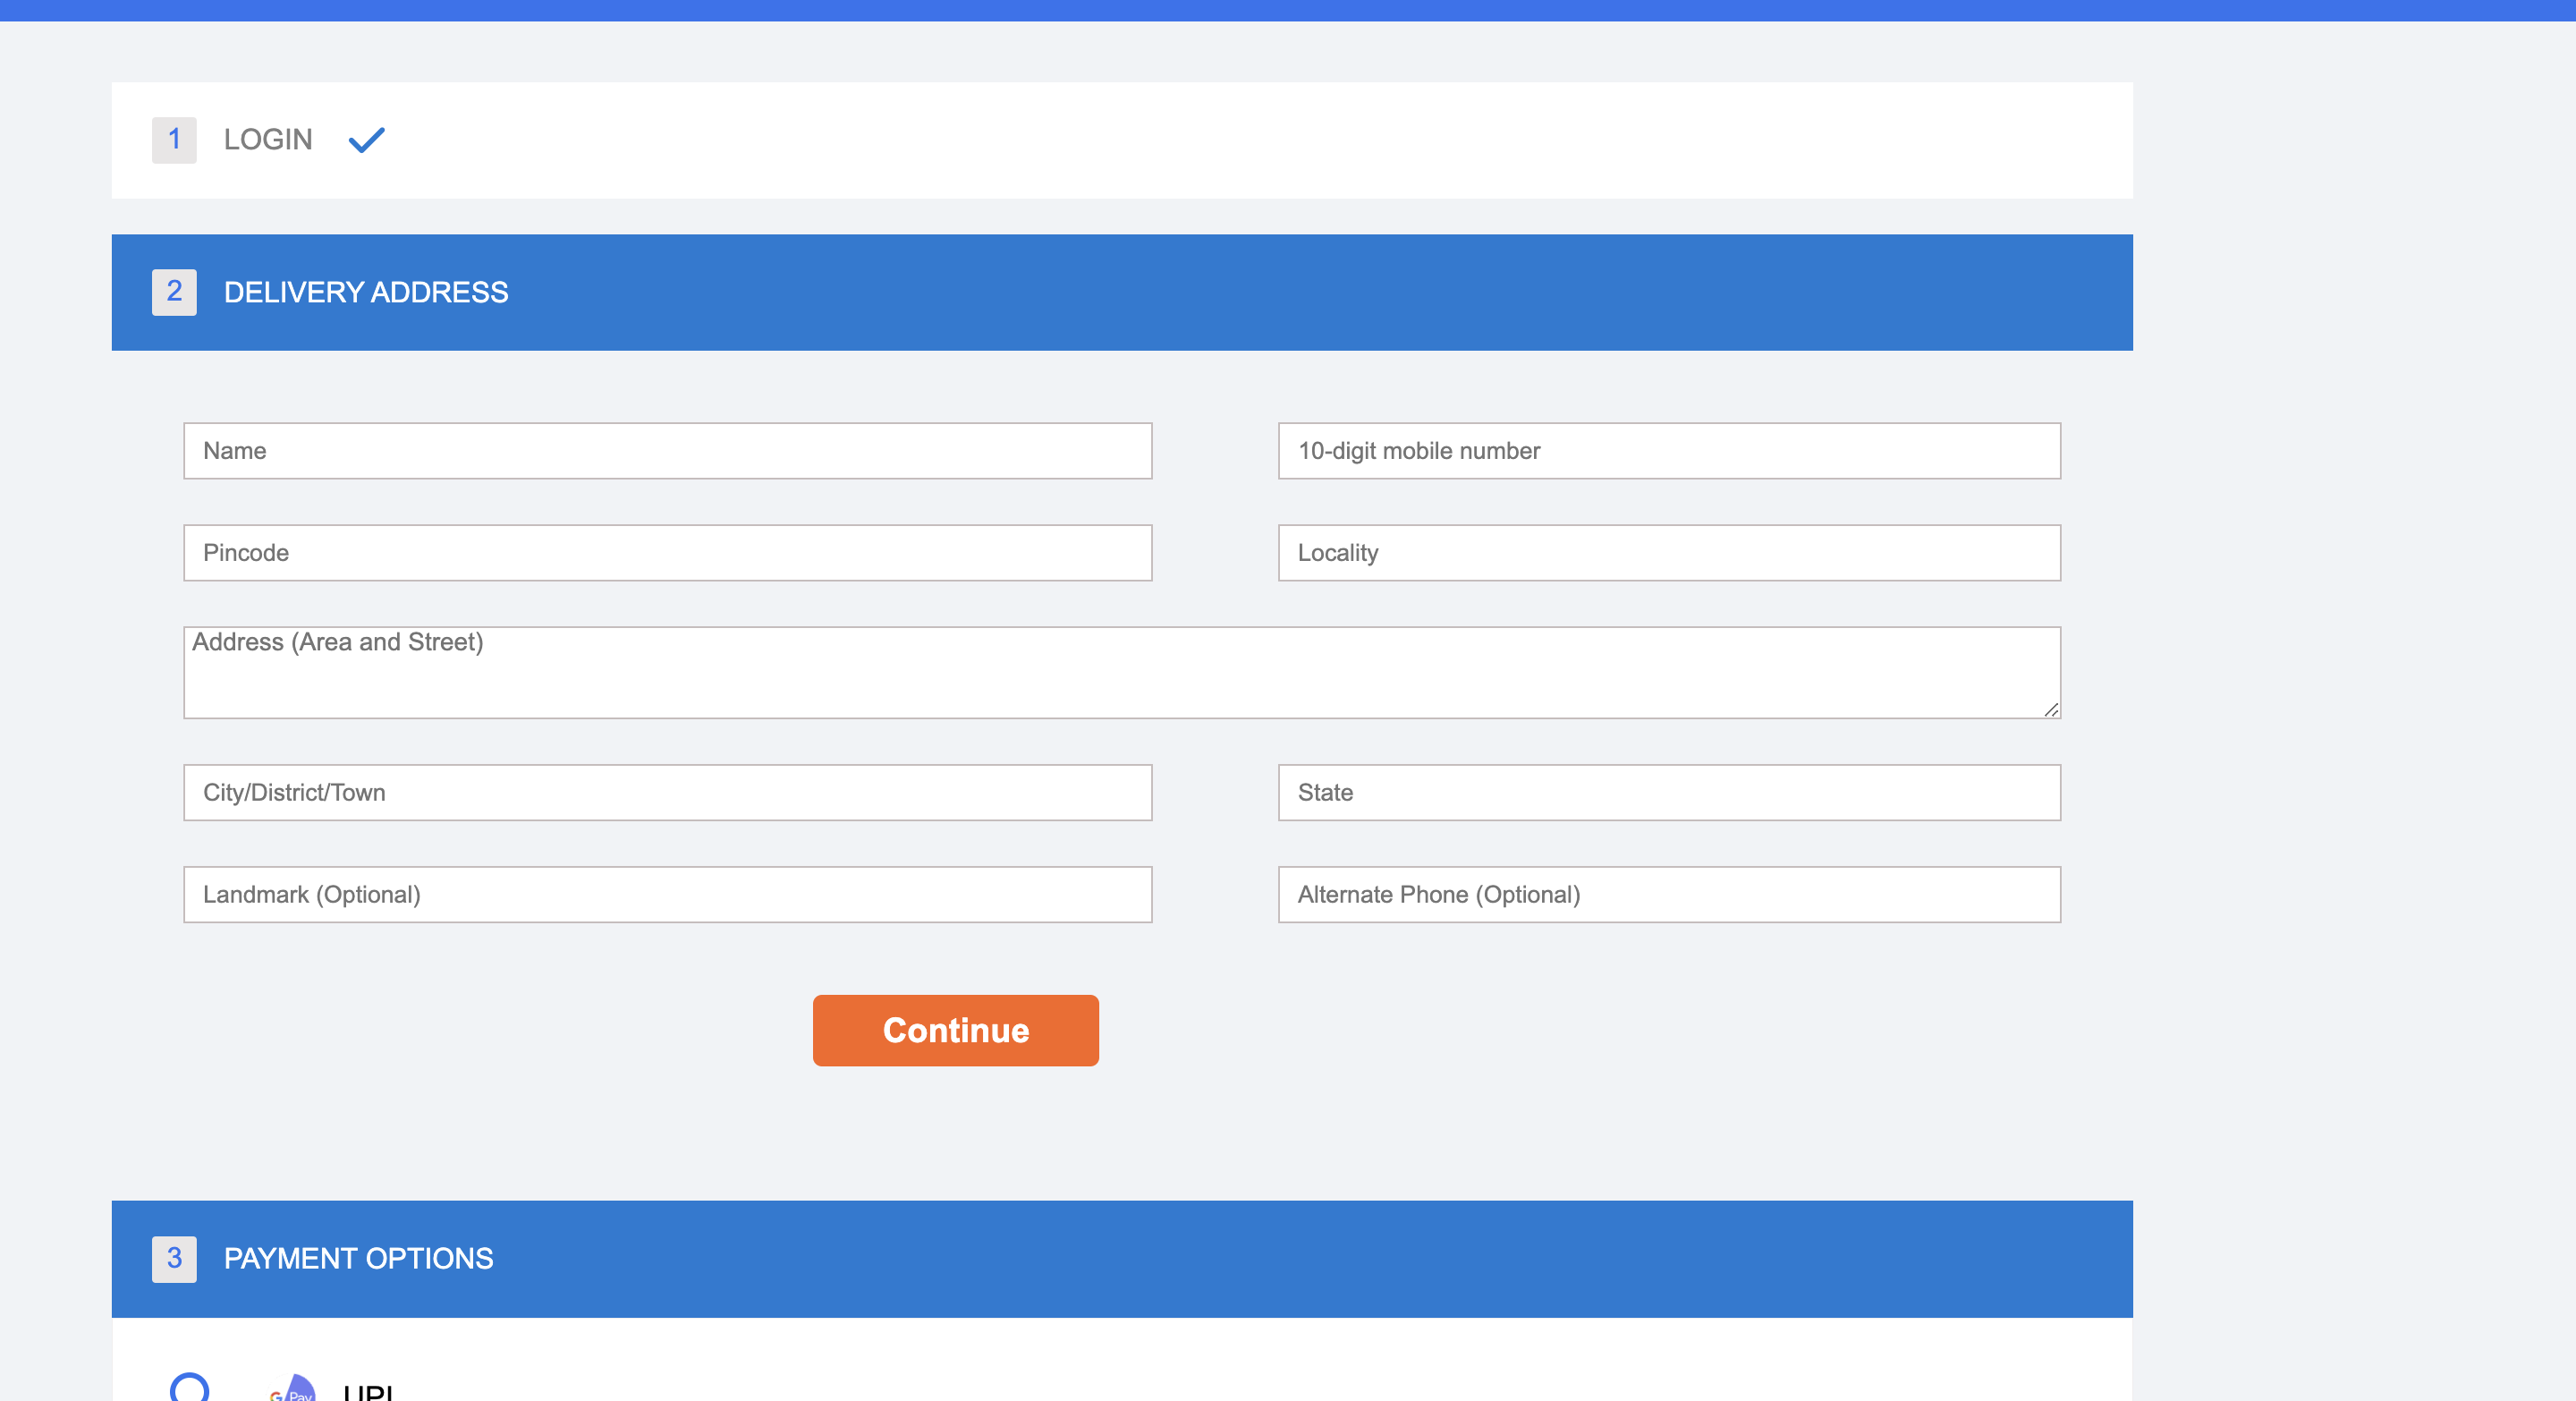 1 LOGIN
2 DELIVERY ADDRESS
Name
10-digit mobile number
Pincode
Locality
Address (Area and Street)
City/District/Town
State
Landmark (Optional)
Alternate Phone (Optional)
Continue
3 PAYMENT OPTIONS
G Pay UPI